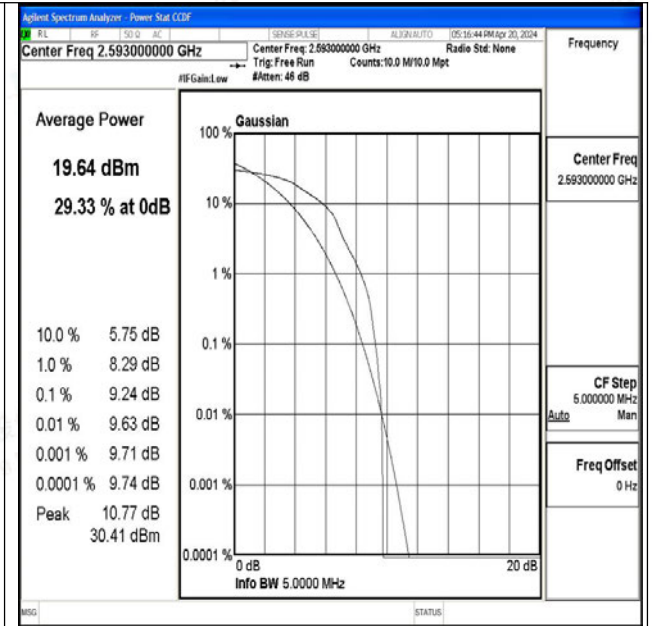 Agilent Spectrum Analyzer - Power Stat CCDF
RL RF 50 Ω AC SENSE:PULSE ALIGN AUTO 05:16:44 PM Apr 20, 2024
Center Freq 2.593000000 GHz
Center Freq: 2.593000000 GHz Radio Std: None
Trig: Free Run Counts:10.0 M/10.0 Mpt
#IFGain:Low #Atten: 46 dB
Frequency
Average Power
19.64 dBm
29.33 % at 0dB
10.0 % 5.75 dB
1.0 % 8.29 dB
0.1 % 9.24 dB
0.01 % 9.63 dB
0.001 % 9.71 dB
0.0001 % 9.74 dB
Peak 10.77 dB
30.41 dBm
Gaussian
100 %
10 %
1 %
0.1 %
0.01 %
0.001 %
0.0001 %
0 dB 20 dB
Info BW 5.0000 MHz
Center Freq
2.593000000 GHz
CF Step
5.000000 MHz
Auto Man
Freq Offset
0 Hz
MSG STATUS